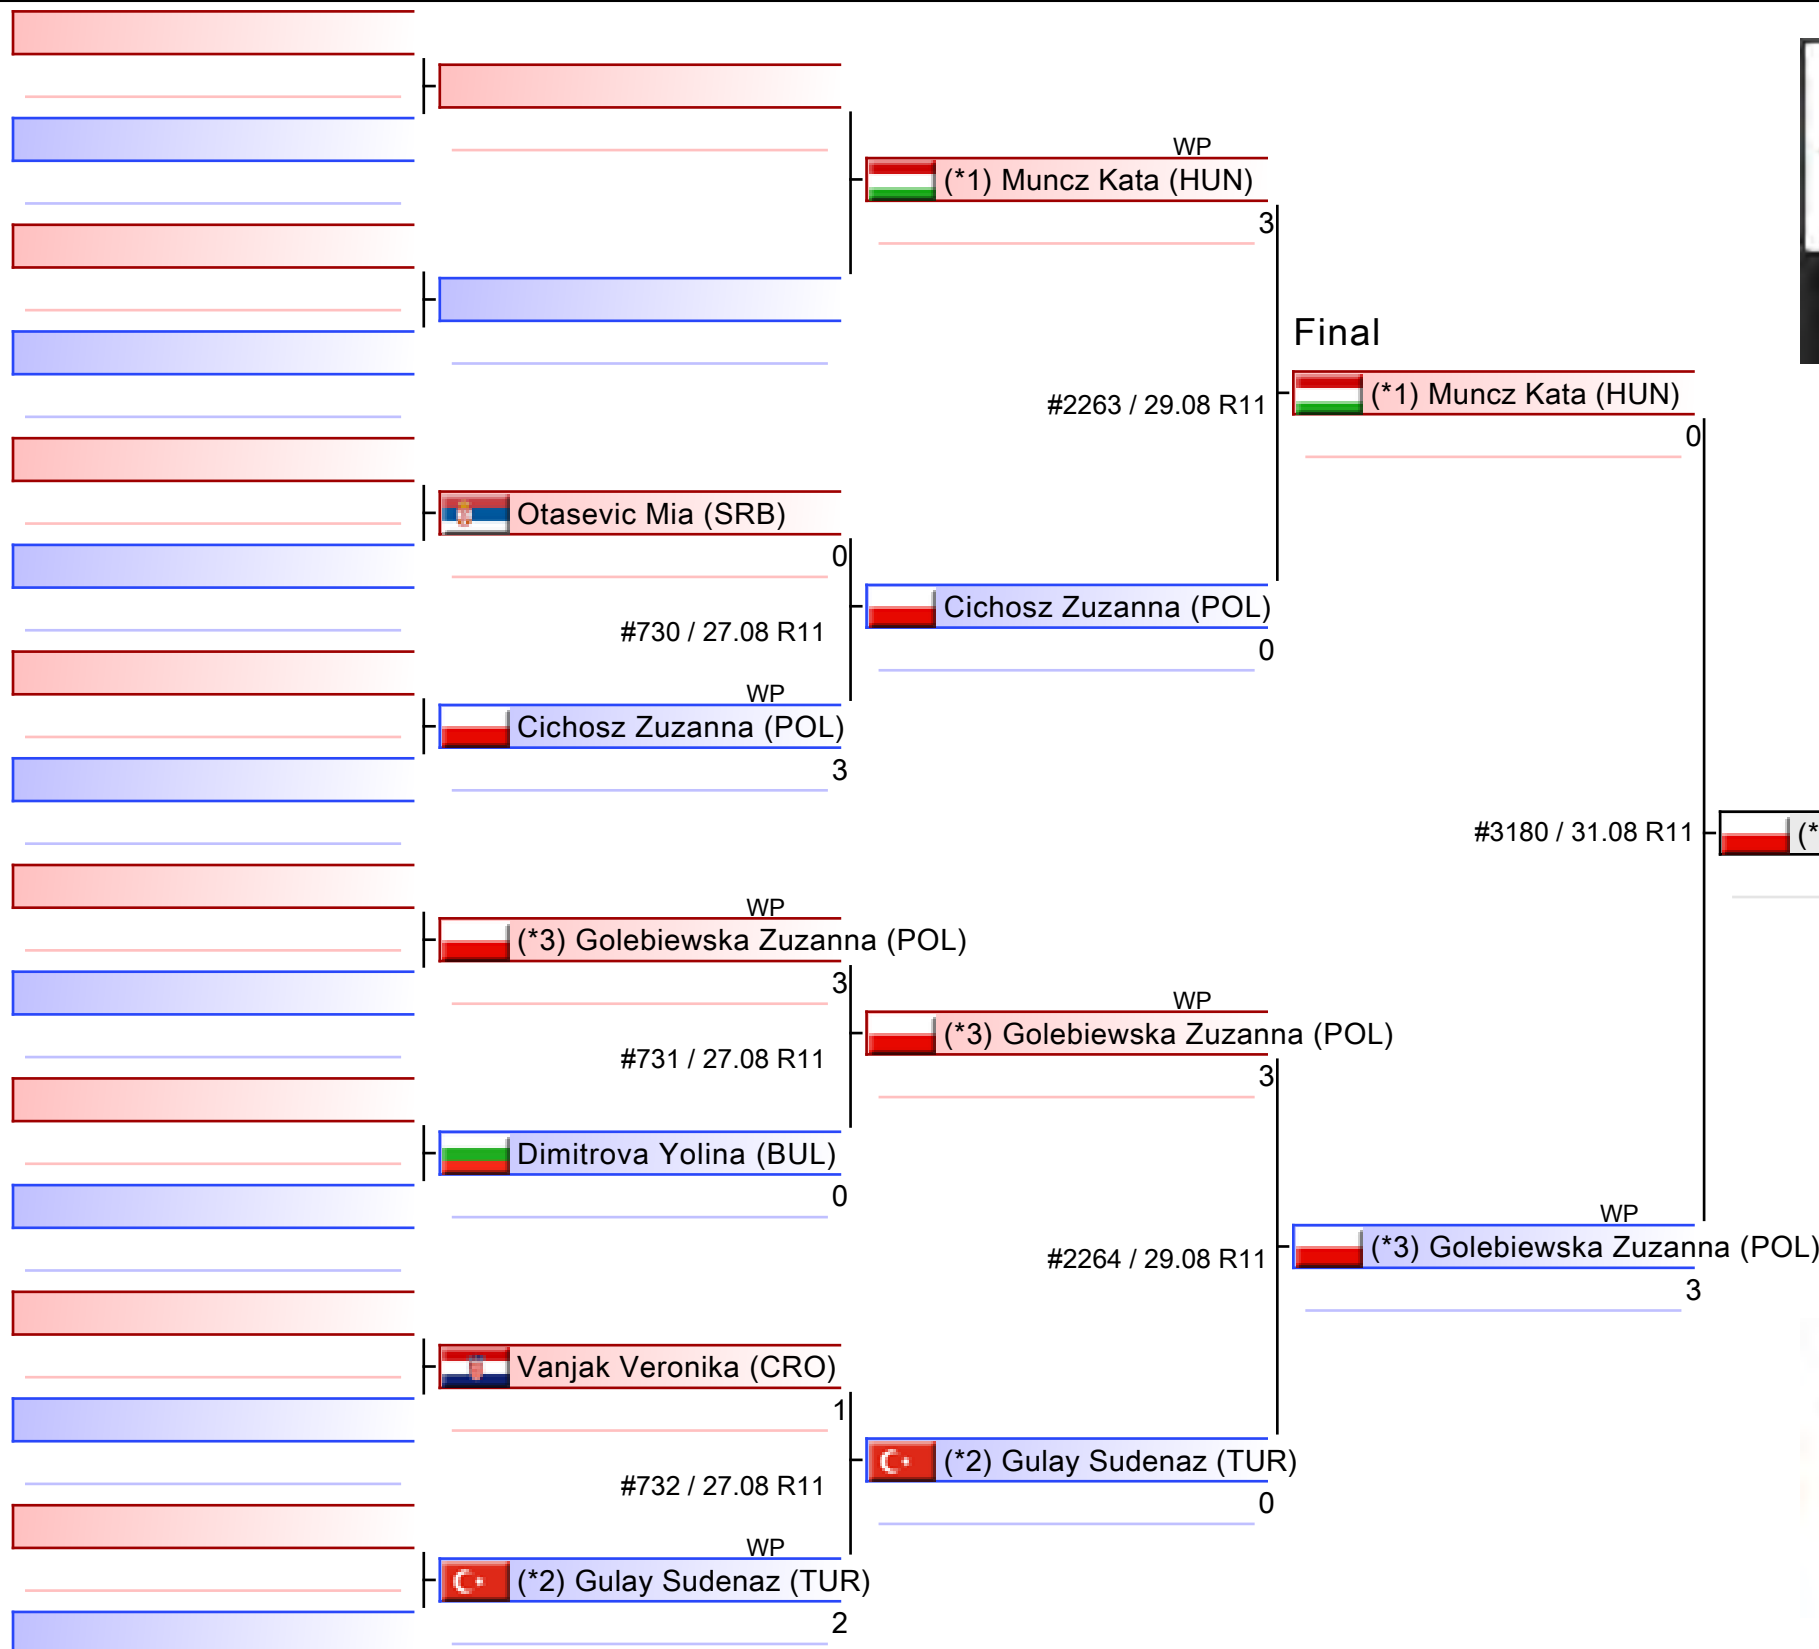 WP
(*1) Muncz Kata (HUN)
3
Final
#2263 / 29.08 R11
(*1) Muncz Kata (HUN)
0
Otasevic Mia (SRB)
0
Cichosz Zuzanna (POL)
#730 / 27.08 R11
0
WP
Cichosz Zuzanna (POL)
3
#3180 / 31.08 R11
(*
WP
(*3) Golebiewska Zuzanna (POL)
3
WP
(*3) Golebiewska Zuzanna (POL)
#731 / 27.08 R11
3
Dimitrova Yolina (BUL)
0
WP
#2264 / 29.08 R11
(*3) Golebiewska Zuzanna (POL)
3
Vanjak Veronika (CRO)
1
(*2) Gulay Sudenaz (TUR)
#732 / 27.08 R11
0
WP
(*2) Gulay Sudenaz (TUR)
2